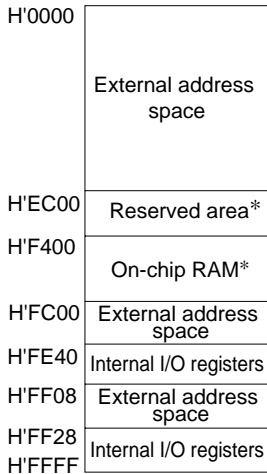 H'0000
External address
space
H'EC00
Reserved area*
H'F400
On-chip RAM*
H'FC00
External address
space
H'FE40
Internal I/O registers
H'FF08
External address
space
H'FF28
Internal I/O registers
H'FFFF